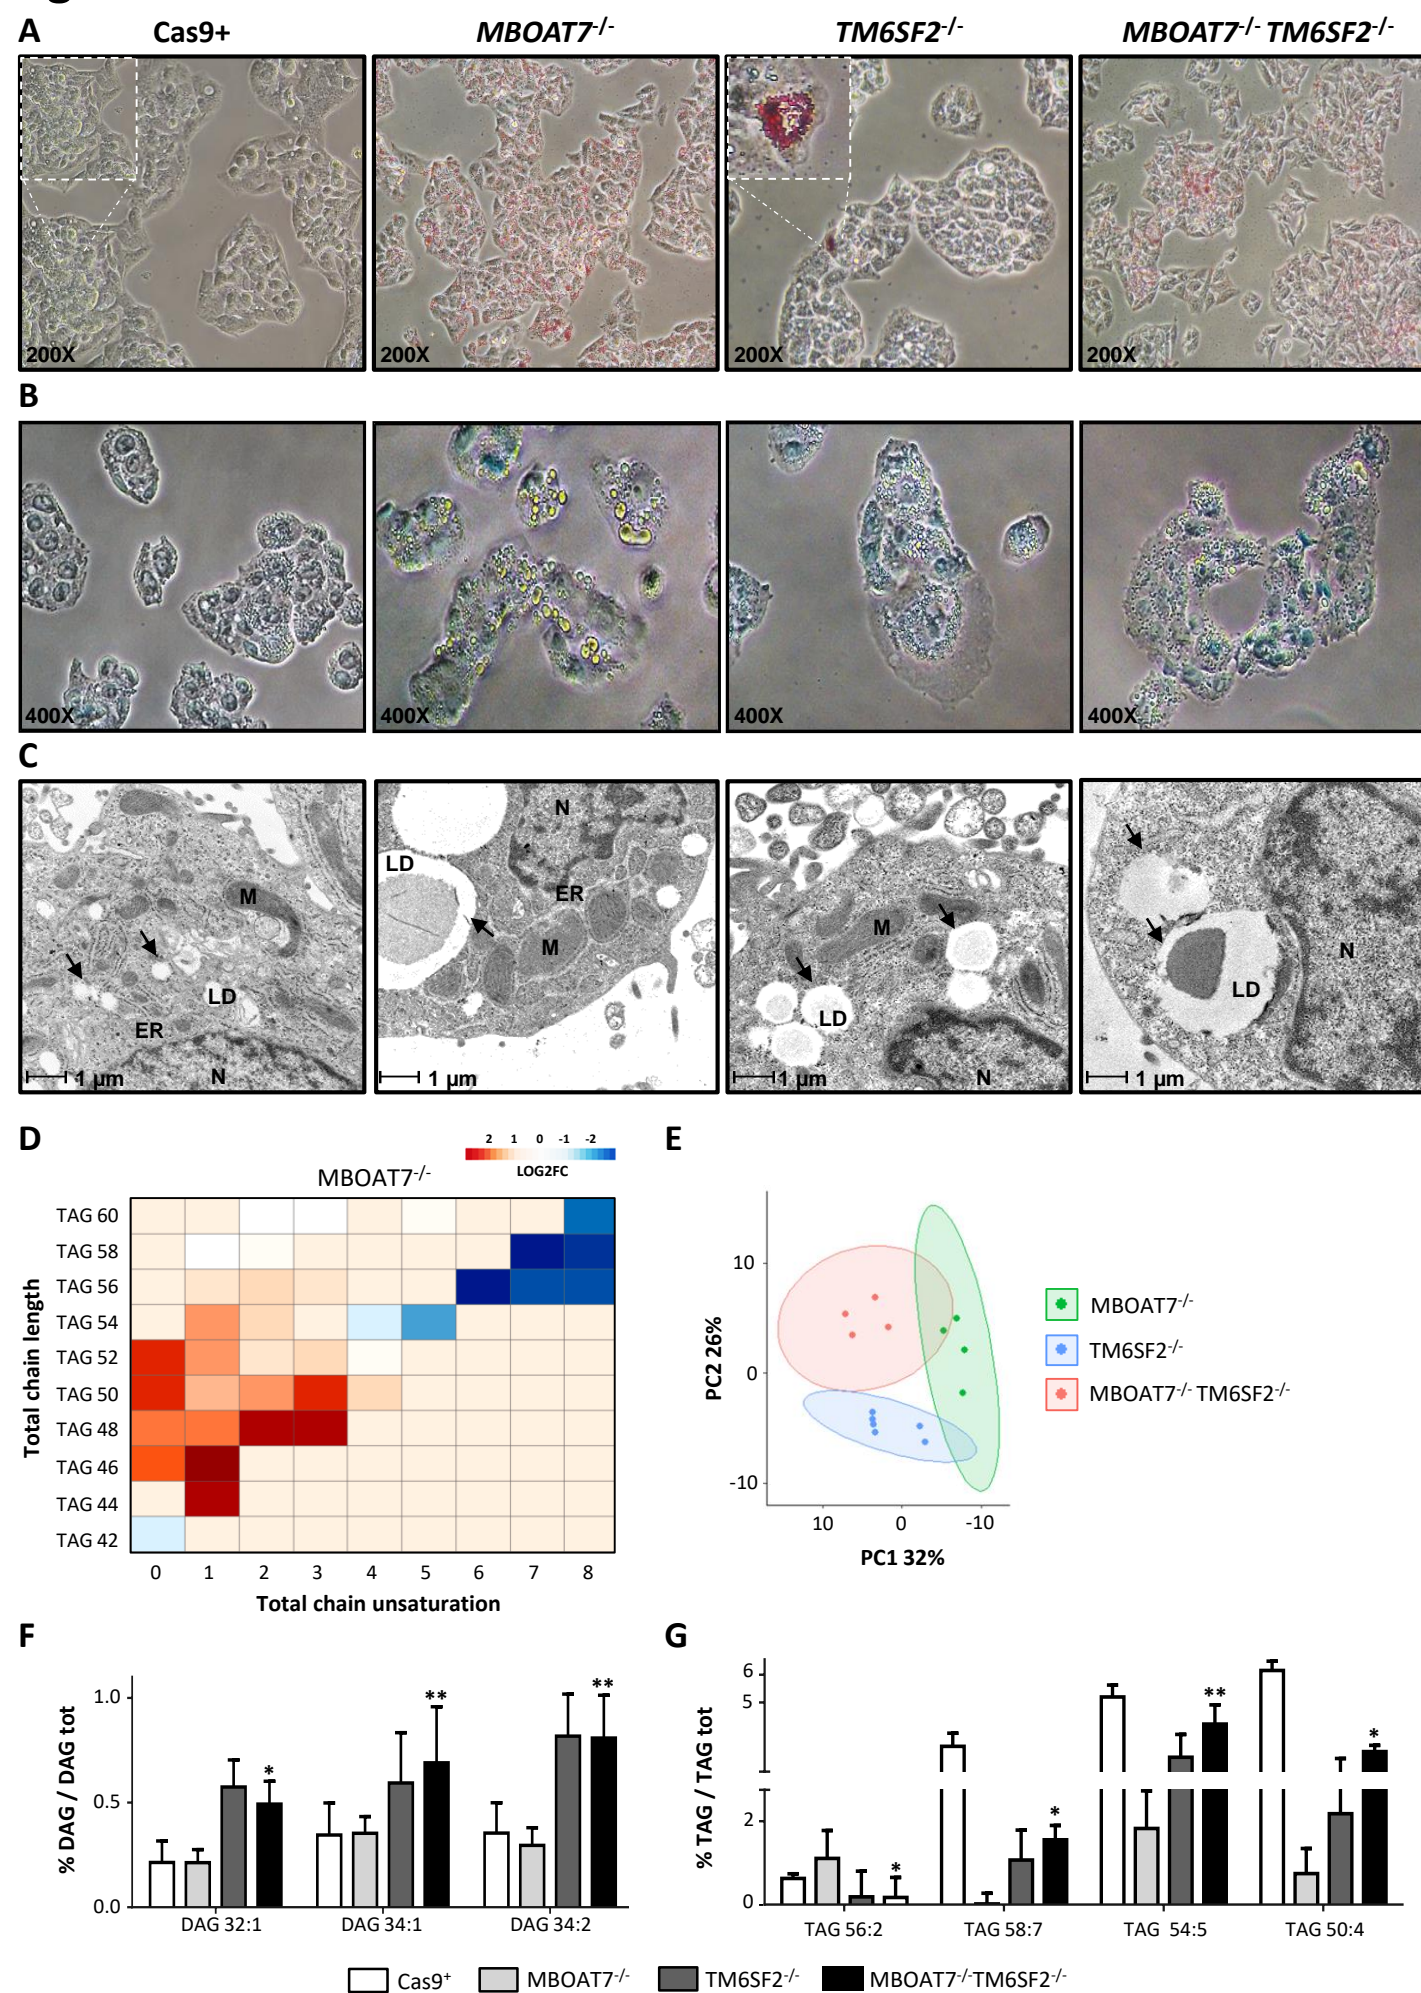 A Cas9+ MBOAT7-/- TM6SF2-/- MBOAT7-/- TM6SF2-/-
200X 200X 200X 200X
B
400X 400X 400X 400X
C
N
LD
ER
M M M
LD
LD
LD
N
ER
N N
1 µm 1 µm 1 µm 1 µm
D
2 1 0 -1 -2
LOG2FC
MBOAT7-/-
Total chain length
TAG 60
TAG 58
TAG 56
TAG 54
TAG 52
TAG 50
TAG 48
TAG 46
TAG 44
TAG 42
0 1 2 3 4 5 6 7 8
Total chain unsaturation
E
PC2 26%
10
0
-10
10 0 -10
PC1 32%
MBOAT7-/-
TM6SF2-/-
MBOAT7-/- TM6SF2-/-
F
% DAG / DAG tot
1.0
0.5
0.0
* ** **
DAG 32:1 DAG 34:1 DAG 34:2
G
% TAG / TAG tot
6
5
2
0
* * ** *
TAG 56:2 TAG 58:7 TAG 54:5 TAG 50:4
Cas9+ MBOAT7-/- TM6SF2-/- MBOAT7-/-TM6SF2-/-